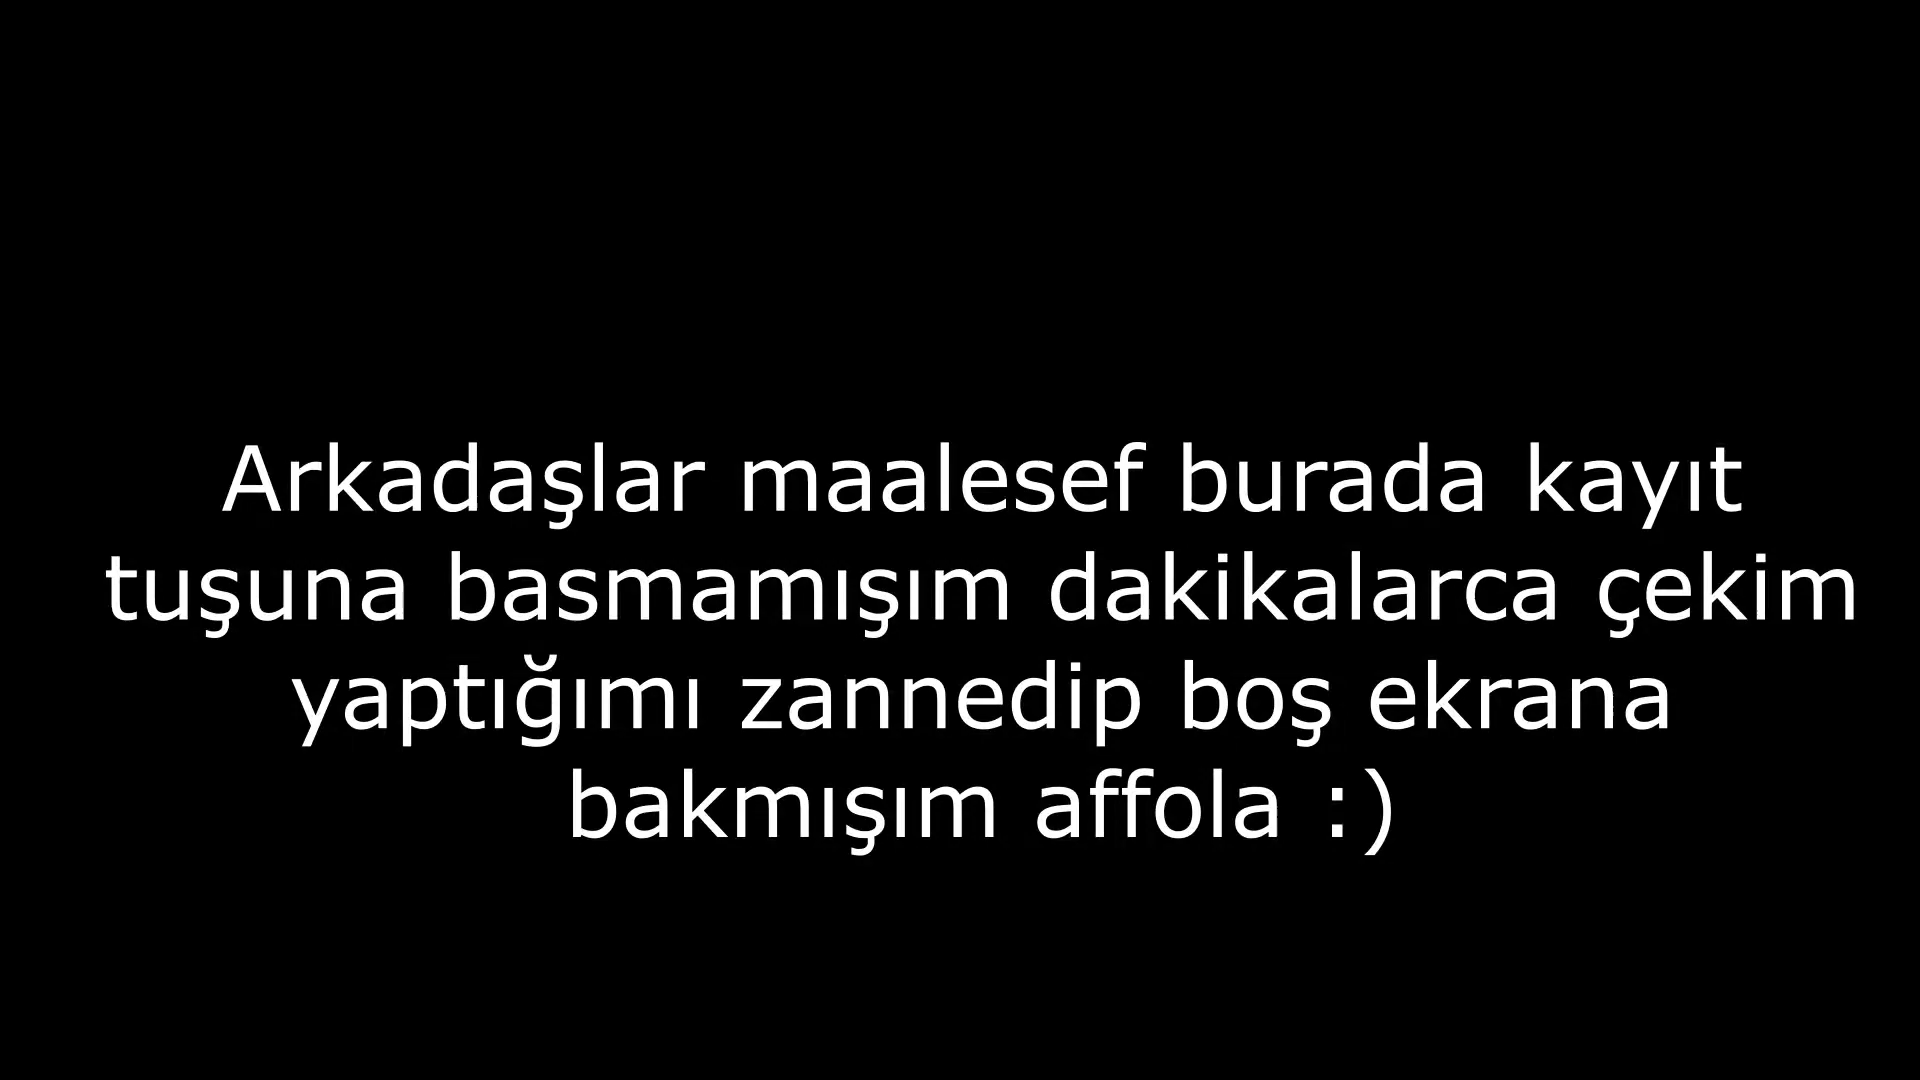 Arkadaşlar maalesef burada kayıt
tuşuna basmamışım dakikalarca çekim
yaptığımı zannedip boş ekrana
bakmışım affola :)